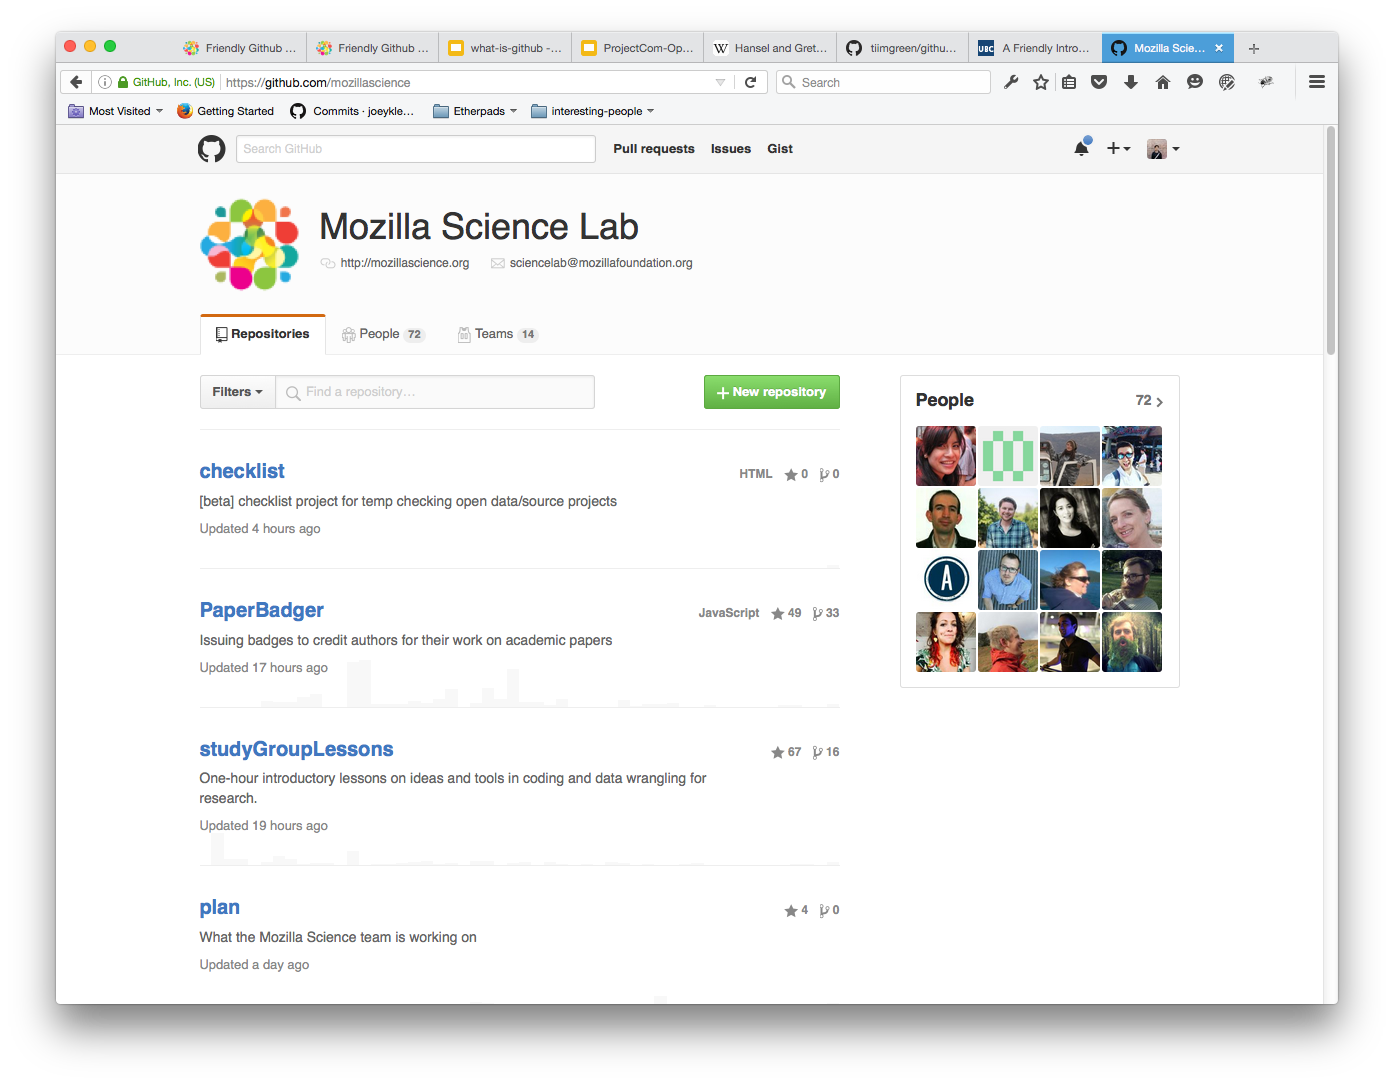 Friendly Github ...
Friendly Github ...
what-is-github -...
ProjectCom-Op...
W Hansel and Gret...
tiimgreen/githu...
UBC A Friendly Intro...
Mozilla Scie... ×
GitHub, Inc. (US) https://github.com/mozillascience
Search
Most Visited
Getting Started
Commits · joeykle...
Etherpads
interesting-people
Search GitHub
Pull requests Issues Gist
Mozilla Science Lab
http://mozillascience.org sciencelab@mozillafoundation.org
Repositories People 72 Teams 14
Filters Find a repository… New repository
People 72
checklist
HTML 0 0
[beta] checklist project for temp checking open data/source projects
Updated 4 hours ago
A
PaperBadger
JavaScript 49 33
Issuing badges to credit authors for their work on academic papers
Updated 17 hours ago
studyGroupLessons
67 16
One-hour introductory lessons on ideas and tools in coding and data wrangling for
research.
Updated 19 hours ago
plan
4 0
What the Mozilla Science team is working on
Updated a day ago